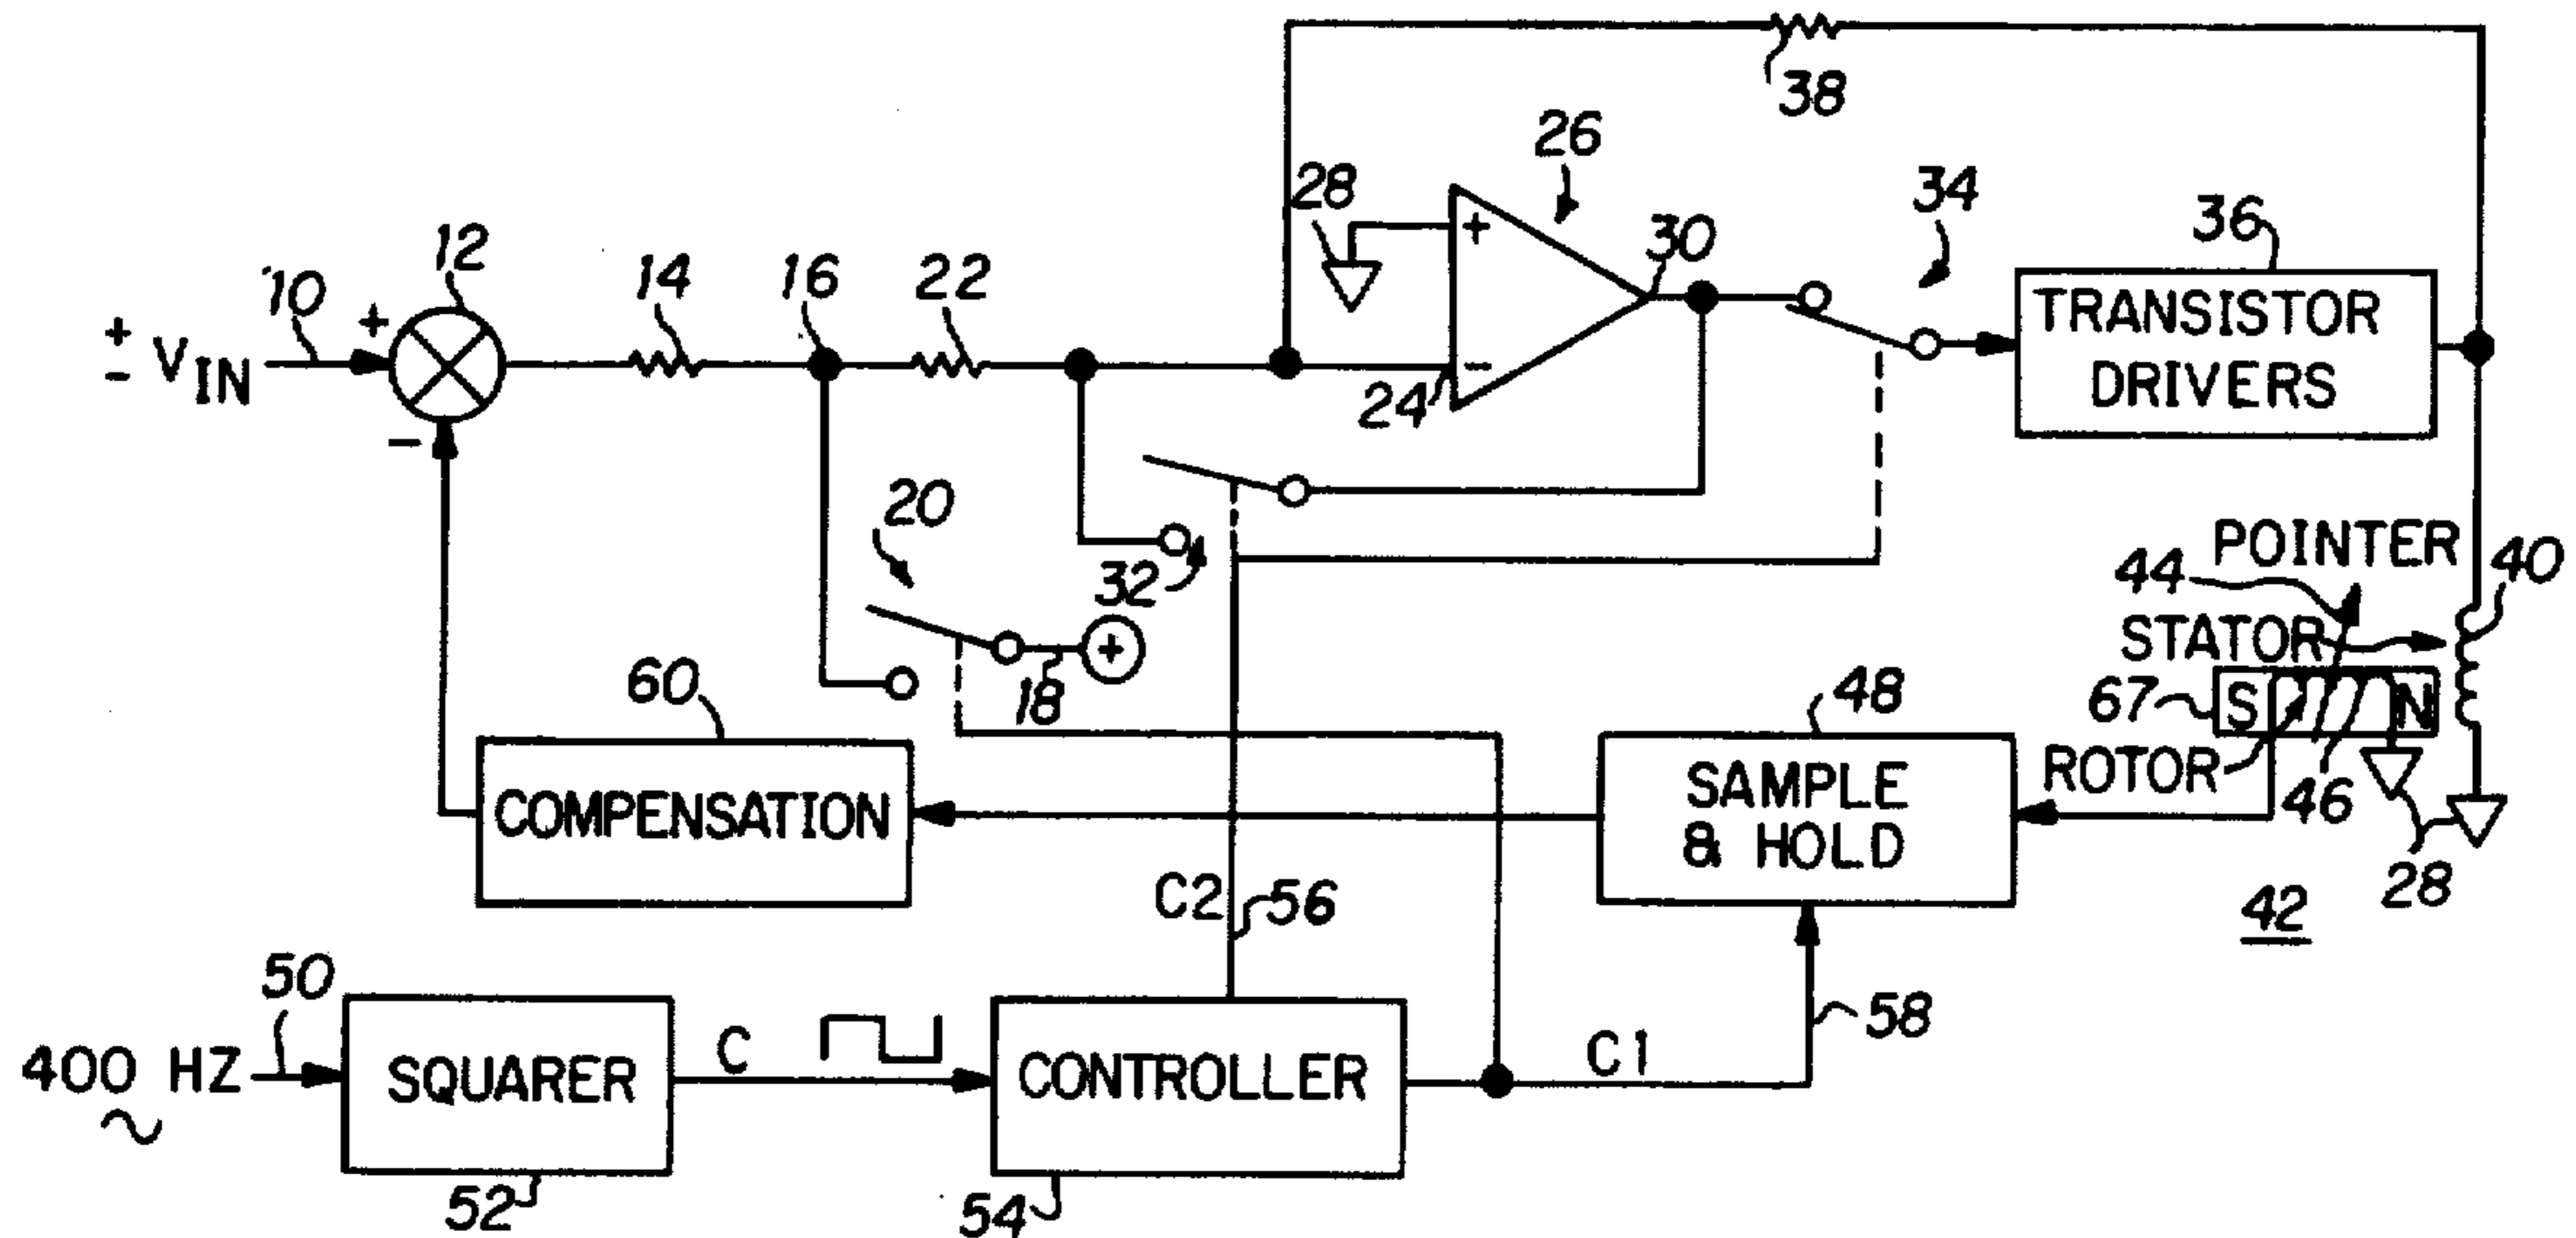 38
26
28
34
36
12
30
14
16
22
10
+
+
-
VIN
+
-
24
-
TRANSISTOR
DRIVERS
20
32
+
18
POINTER
44
40
STATOR
67
S
N
ROTOR
46
60
48
COMPENSATION
SAMPLE
& HOLD
28
42
C2
56
50
58
400 HZ
SQUARER
C
CONTROLLER
C1
52
54